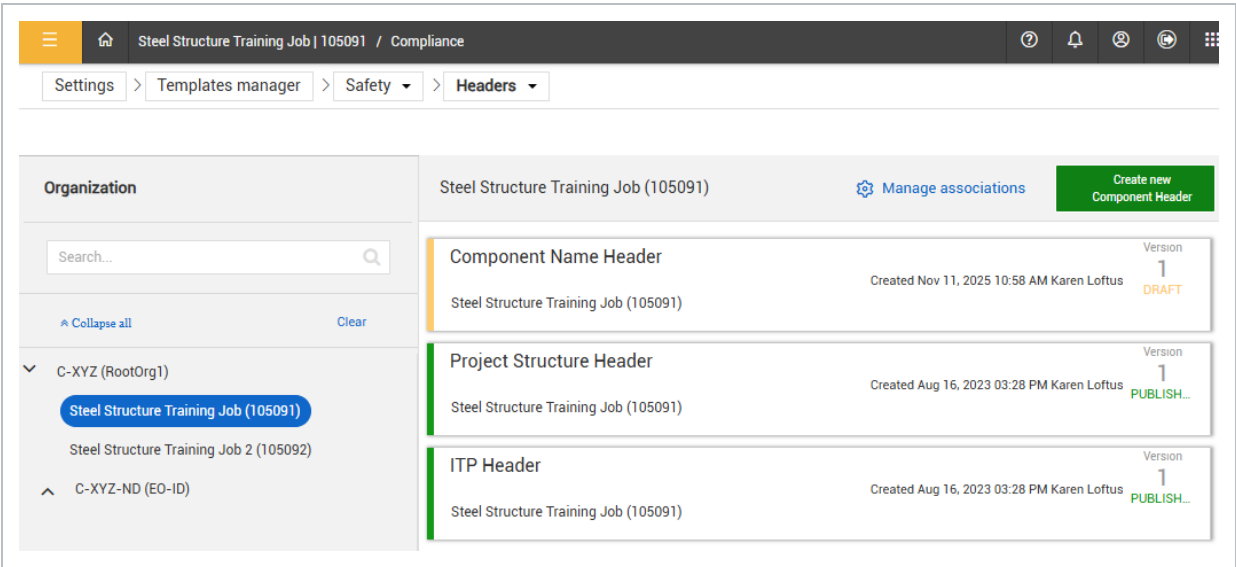 Steel Structure Training Job | 105091 / Compliance
Settings > Templates manager > Safety > Headers
Organization
Search...
Collapse all Clear
C-XYZ (RootOrg1)
Steel Structure Training Job (105091)
Steel Structure Training Job 2 (105092)
C-XYZ-ND (EO-ID)
Steel Structure Training Job (105091)
Manage associations
Create new
Component Header
Component Name Header
Steel Structure Training Job (105091)
Created Nov 11, 2025 10:58 AM Karen Loftus
Version
1
DRAFT
Project Structure Header
Steel Structure Training Job (105091)
Created Aug 16, 2023 03:28 PM Karen Loftus
Version
1
PUBLISH...
ITP Header
Steel Structure Training Job (105091)
Created Aug 16, 2023 03:28 PM Karen Loftus
Version
1
PUBLISH...